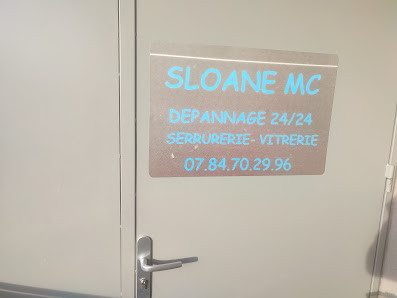 SLOANE MC
DEPANNAGE 24/24
SERRURERIE- VITRERIE
07.84.70.29.96